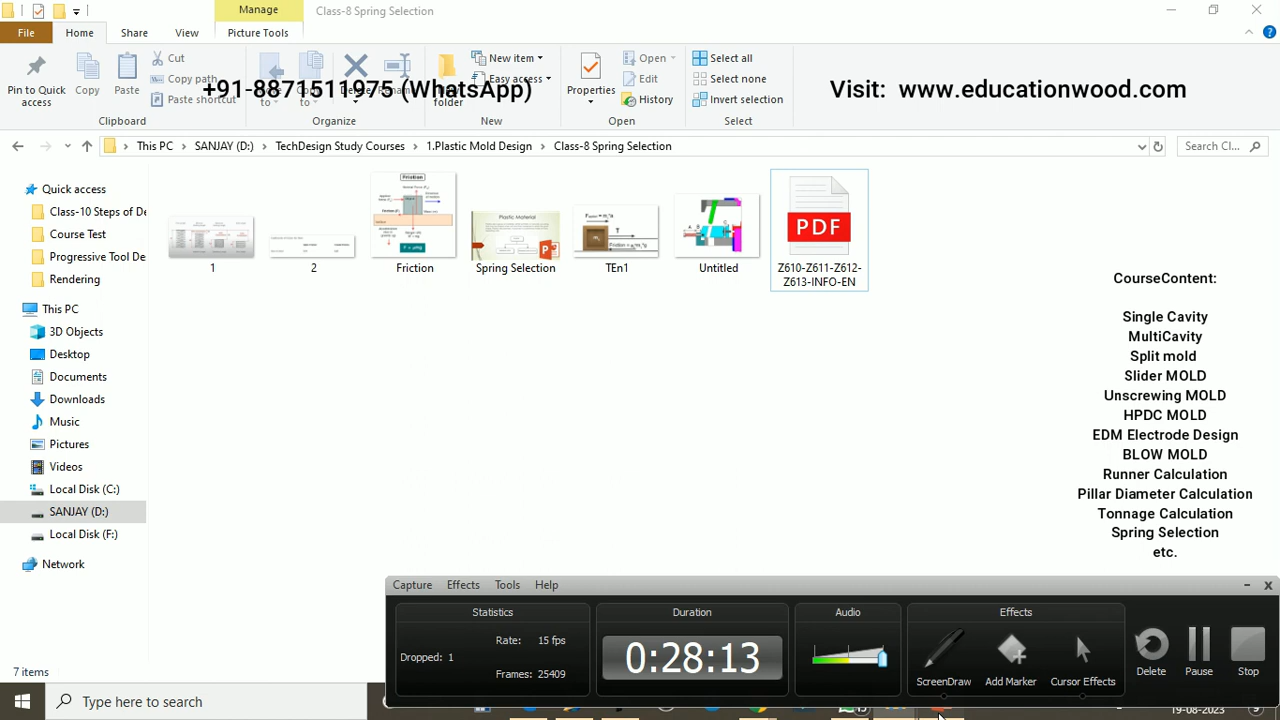 Manage
Class-8 Spring Selection
File
Home
Share
View
Picture Tools
Pin to Quick access
Copy
Paste
Cut
Copy path
Paste shortcut
Clipboard
Organize
New item
Easy access
New folder
New
Properties
Open
Edit
History
Open
Select all
Select none
Invert selection
Select
+91-8871511975 (WhatsApp)
Visit:  www.educationwood.com
This PC
SANJAY (D:)
TechDesign Study Courses
1.Plastic Mold Design
Class-8 Spring Selection
Search Cl...
Quick access
Class-10 Steps of De
Course Test
Progressive Tool De
Rendering
This PC
3D Objects
Desktop
Documents
Downloads
Music
Pictures
Videos
Local Disk (C:)
SANJAY (D:)
Local Disk (F:)
Network
Friction
Plastic Material
PDF
1
2
Friction
Spring Selection
TEn1
Untitled
Z610-Z611-Z612-
Z613-INFO-EN
CourseContent:
Single Cavity
MultiCavity
Split mold
Slider MOLD
Unscrewing MOLD
HPDC MOLD
EDM Electrode Design
BLOW MOLD
Runner Calculation
Pillar Diameter Calculation
Tonnage Calculation
Spring Selection
etc.
Capture
Effects
Tools
Help
Statistics
Duration
Audio
Effects
Rate:
15 fps
Dropped: 1
Frames: 25409
0:28:13
ScreenDraw
Add Marker
Cursor Effects
Delete
Pause
Stop
7 items
Type here to search
19-08-2023